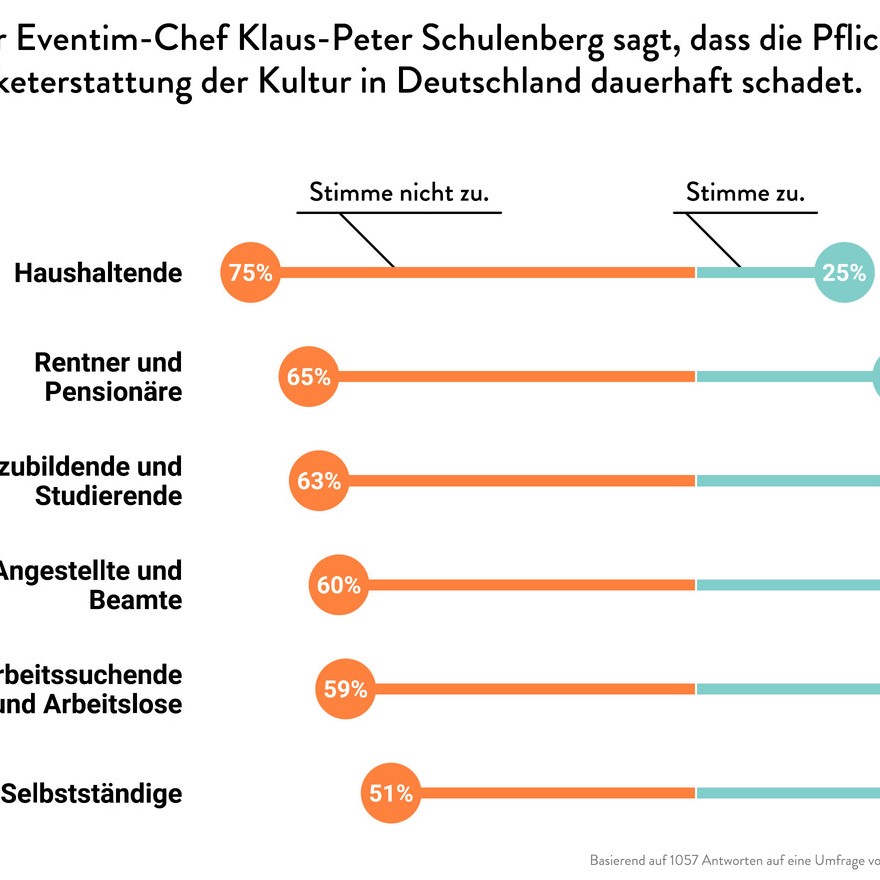 r Eventim-Chef Klaus-Peter Schulenberg sagt, dass die Pflic
keterstattung der Kultur in Deutschland dauerhaft schadet.
Stimme nicht zu. Stimme zu.
Haushaltende 75% 25%
Rentner und
Pensionäre
65%
zubildende und
Studierende
63%
Angestellte und
Beamte
60%
rbeitssuchende
und Arbeitslose
59%
Selbstständige 51%
Basierend auf 1057 Antworten auf eine Umfrage vo